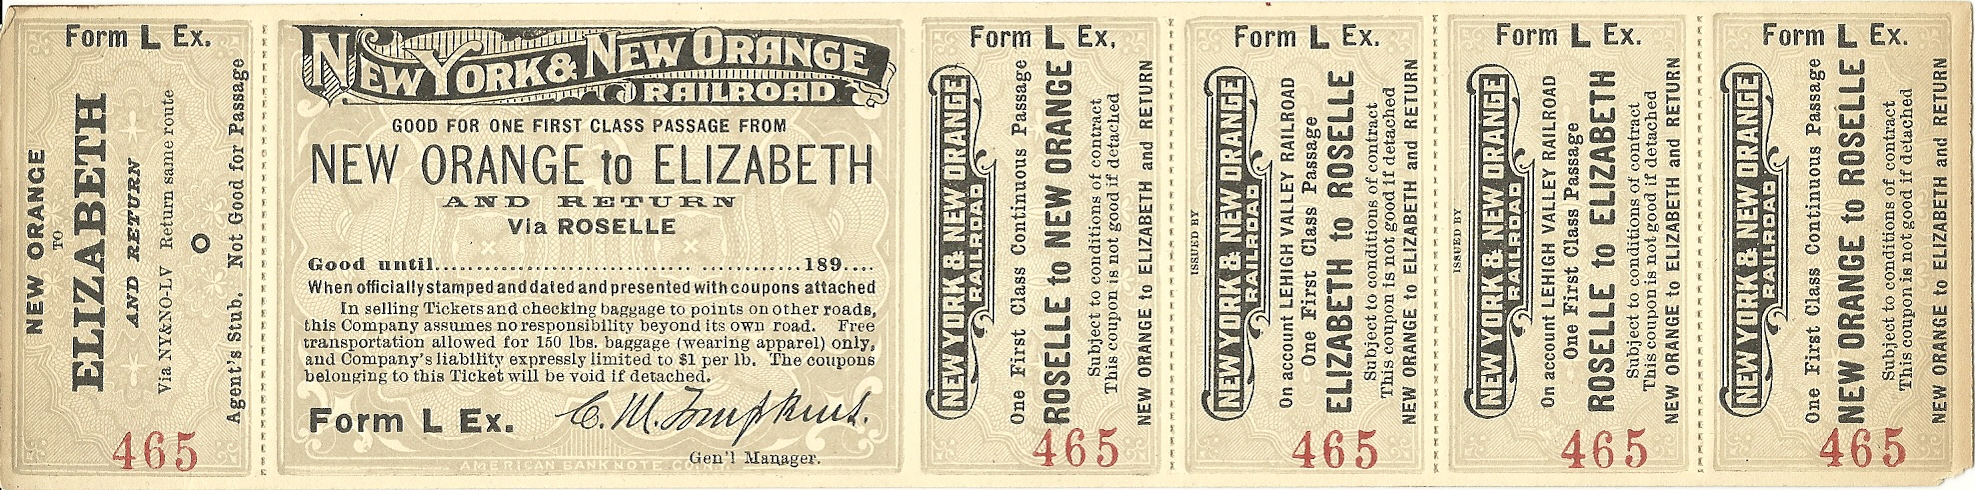 Form L Ex.
NEW ORANGE
TO
ELIZABETH
AND RETURN
Via NY&NO-LV Return same route
O
Agent's Stub. Not Good for Passage
465
NEW YORK & NEW ORANGE
RAILROAD
GOOD FOR ONE FIRST CLASS PASSAGE FROM
NEW ORANGE to ELIZABETH
AND RETURN
Via ROSELLE
Good until.................................... ..............189....
When officially stamped and dated and presented with coupons attached
In selling Tickets and checking baggage to points on other roads,
this Company assumes no responsibility beyond its own road. Free
transportation allowed for 150 lbs. baggage (wearing apparel) only,
and Company's liability expressly limited to $1 per lb. The coupons
belonging to this Ticket will be void if detached.
Form L Ex.
C. M. Tompkins.
Gen'l Manager.
AMERICAN BANK NOTE
Form L Ex.
NEW YORK & NEW ORANGE
RAILROAD
One First Class Continuous Passage
ROSELLE to NEW ORANGE
Subject to conditions of contract
This coupon is not good if detached
NEW ORANGE to ELIZABETH and RETURN
465
Form L Ex.
ISSUED BY
NEW YORK & NEW ORANGE
RAILROAD
On account LEHIGH VALLEY RAILROAD
One First Class Passage
ELIZABETH to ROSELLE
Subject to conditions of contract
This coupon is not good if detached
NEW ORANGE to ELIZABETH and RETURN
465
Form L Ex.
ISSUED BY
NEW YORK & NEW ORANGE
RAILROAD
On account LEHIGH VALLEY RAILROAD
One First Class Passage
ROSELLE to ELIZABETH
Subject to conditions of contract
This coupon is not good if detached
NEW ORANGE to ELIZABETH and RETURN
465
Form L Ex.
NEW YORK & NEW ORANGE
RAILROAD
One First Class Continuous Passage
NEW ORANGE to ROSELLE
Subject to conditions of contract
This coupon is not good if detached
NEW ORANGE to ELIZABETH and RETURN
465